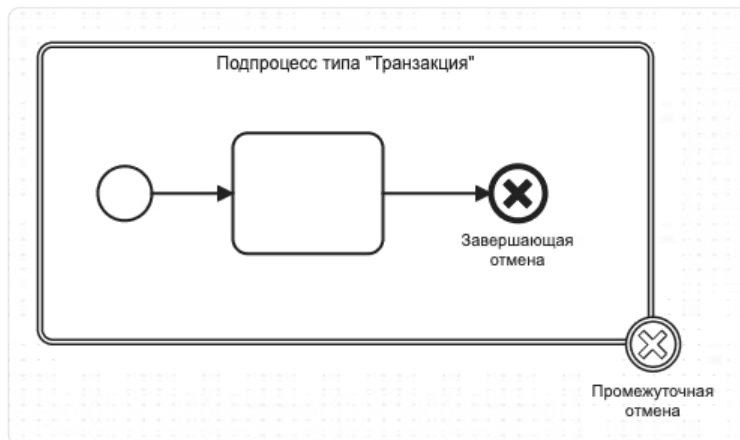 Подпроцесс типа "Транзакция"
Завершающая
отмена
Промежуточная
отмена